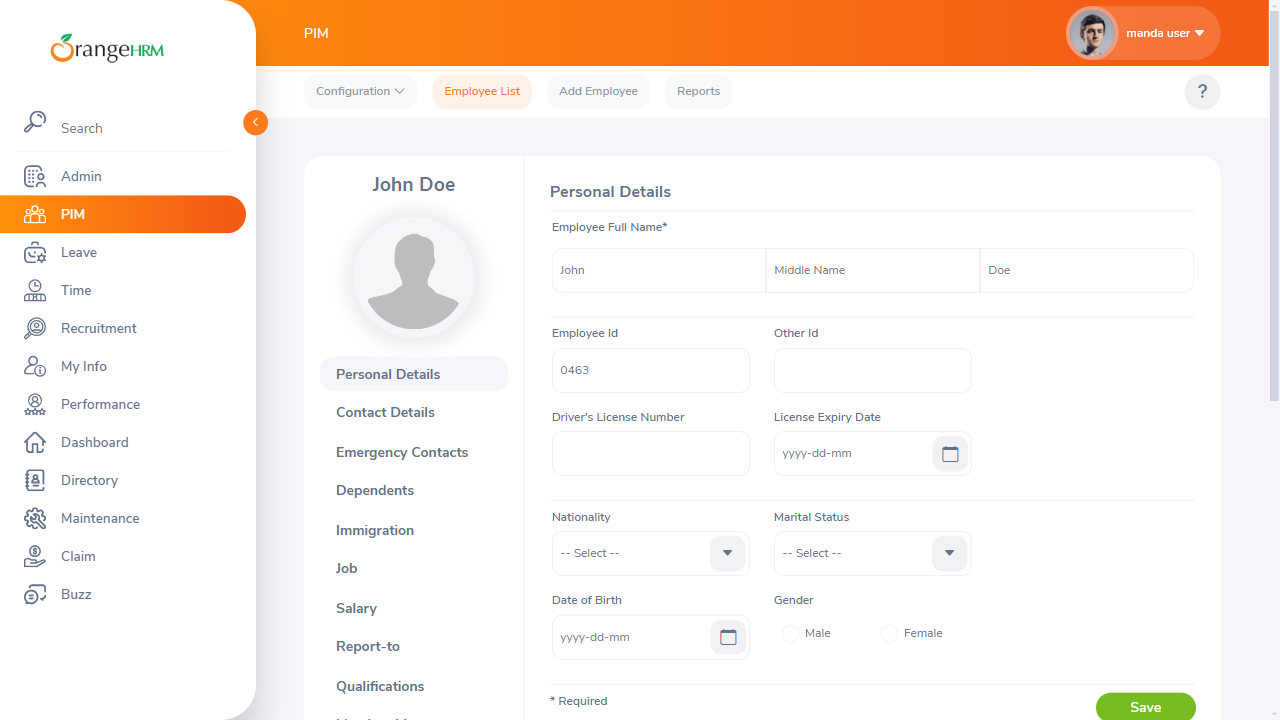 OrangeHRM
PIM
manda user
Configuration
Employee List
Add Employee
Reports
?
Search
Admin
PIM
Leave
Time
Recruitment
My Info
Performance
Dashboard
Directory
Maintenance
Claim
Buzz
John Doe
Personal Details
Contact Details
Emergency Contacts
Dependents
Immigration
Job
Salary
Report-to
Qualifications
Personal Details
Employee Full Name*
John Middle Name Doe
Employee Id Other Id
0463
Driver's License Number License Expiry Date
yyyy-dd-mm
Nationality Marital Status
-- Select -- -- Select --
Date of Birth Gender
yyyy-dd-mm Male Female
* Required
Save